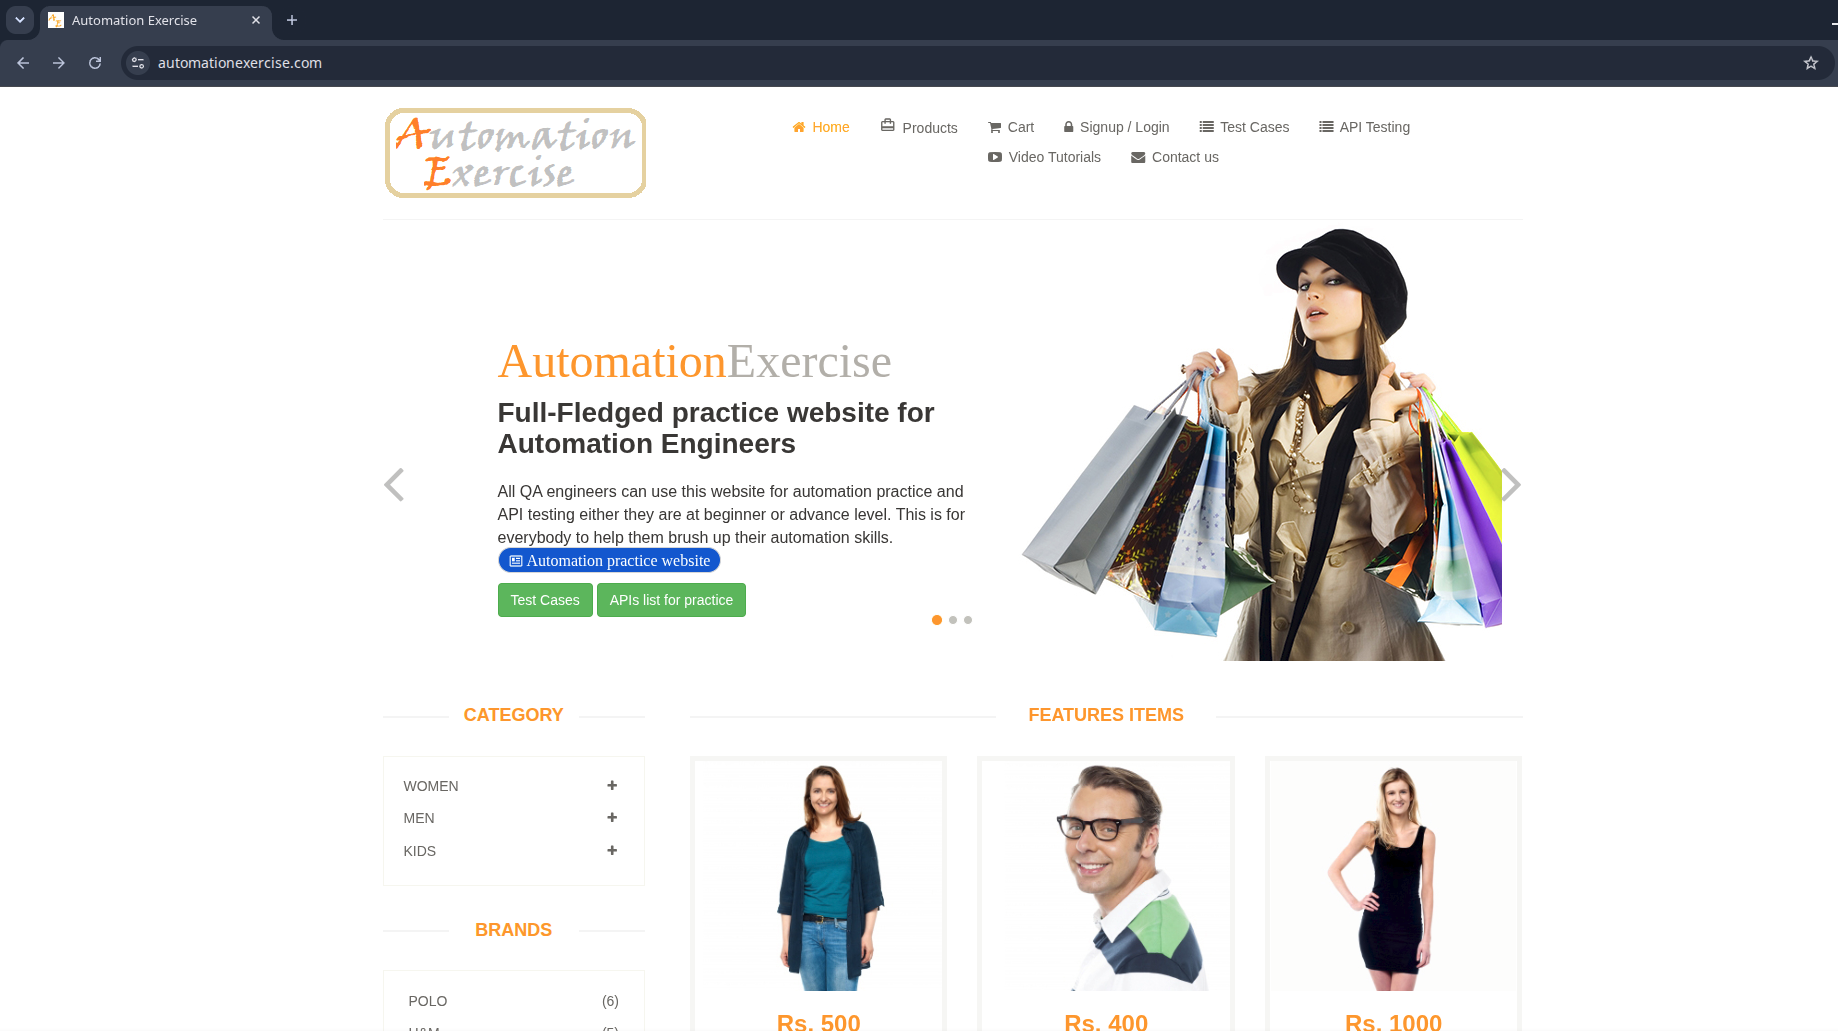 Automation Exercise
automationexercise.com
Automation
Exercise
Home
Products
Cart
Signup / Login
Test Cases
API Testing
Video Tutorials
Contact us
AutomationExercise
Full-Fledged practice website for
Automation Engineers
All QA engineers can use this website for automation practice and
API testing either they are at beginner or advance level. This is for
everybody to help them brush up their automation skills.
Automation practice website
Test Cases
APIs list for practice
CATEGORY
WOMEN
MEN
KIDS
BRANDS
POLO (6)
H&M (5)
FEATURES ITEMS
Rs. 500
Rs. 400
Rs. 1000